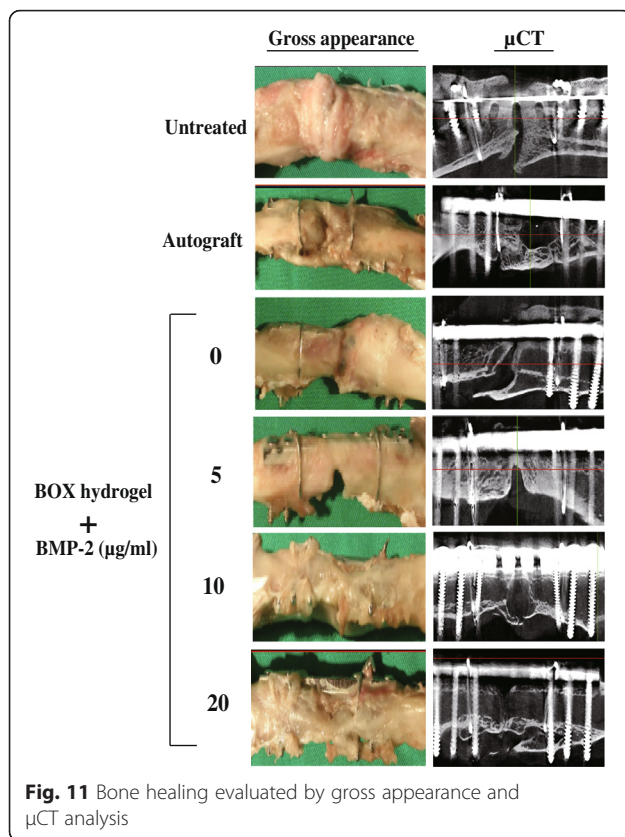 Gross appearance µCT
Untreated
Autograft
0
5
BOX hydrogel
+
BMP-2 (µg/ml)
10
20
Fig. 11 Bone healing evaluated by gross appearance and
µCT analysis